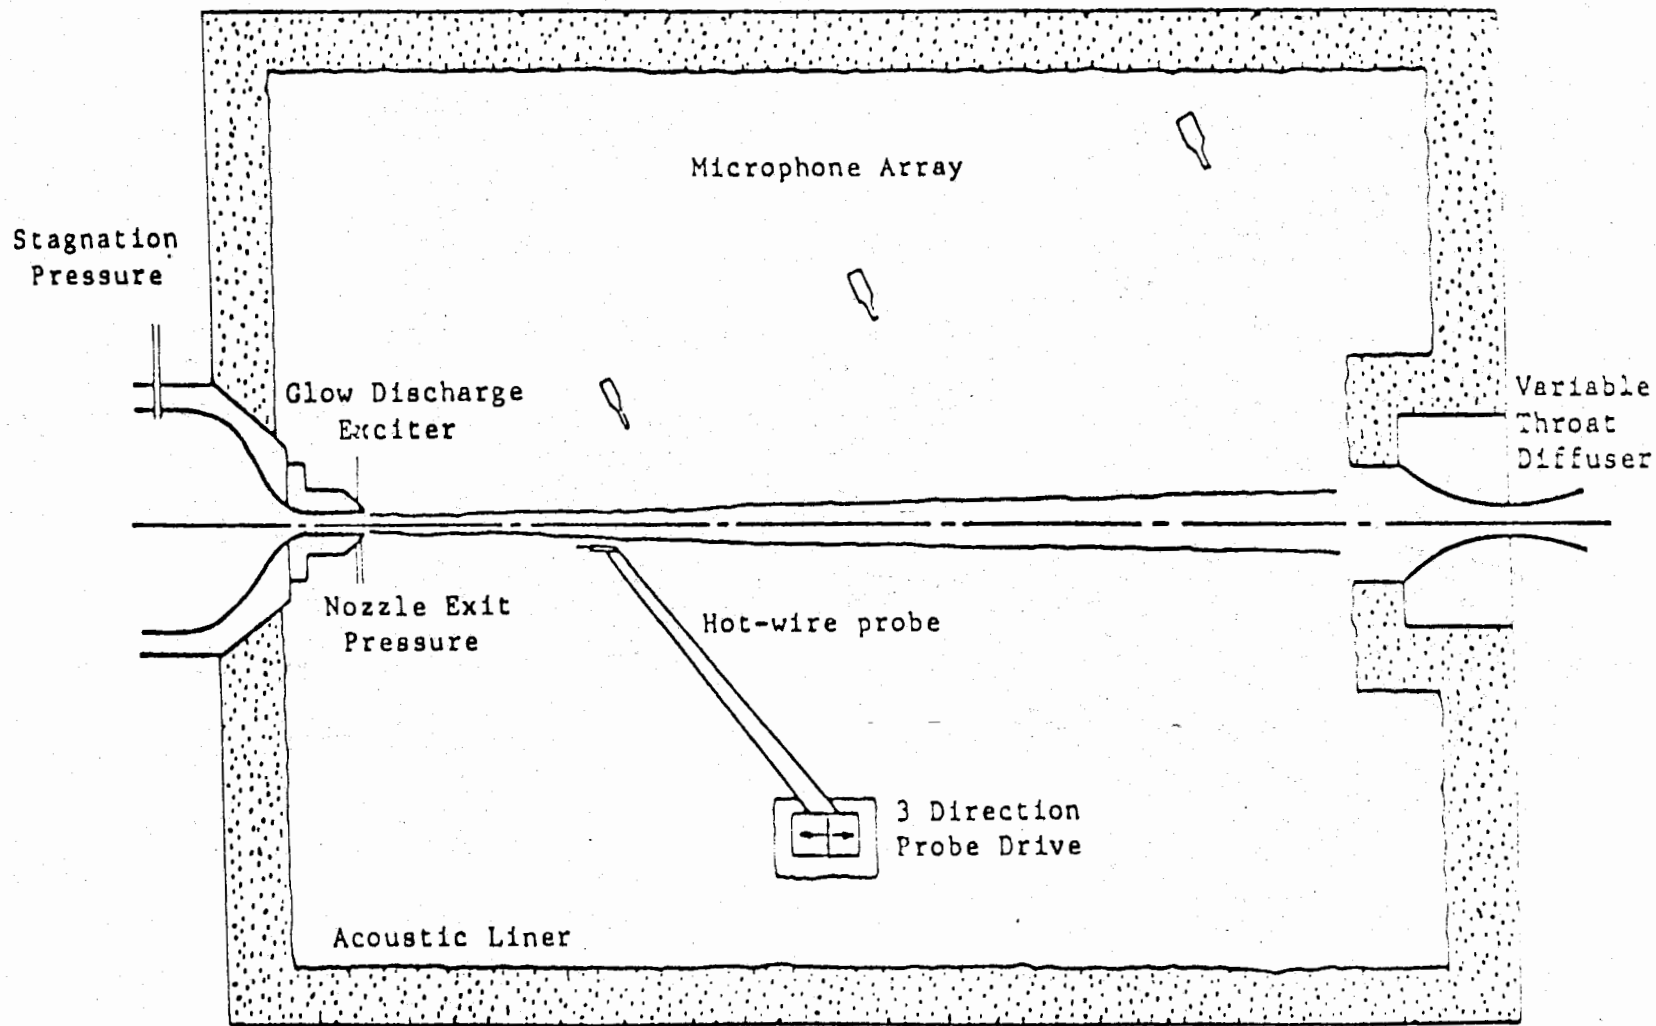 Microphone Array
Stagnation
Pressure
Glow Discharge
Exciter
Variable
Throat
Diffuser
Nozzle Exit
Pressure
Hot-wire probe
3 Direction
Probe Drive
Acoustic Liner